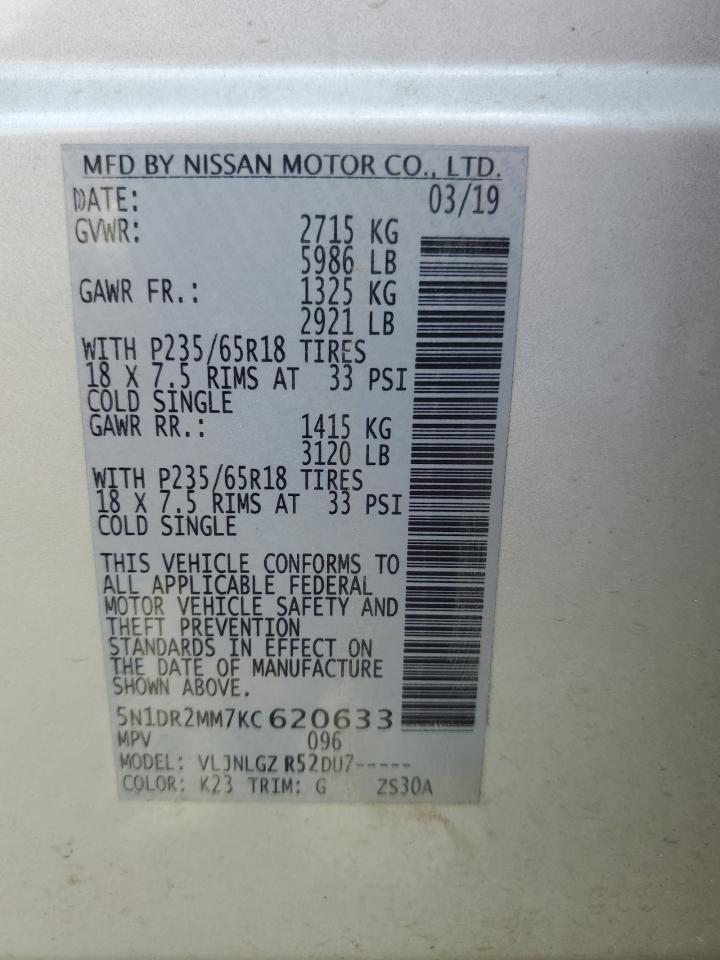 MFD BY NISSAN MOTOR CO., LTD.
DATE: 03/19
GVWR: 2715 KG
5986 LB
GAWR FR.: 1325 KG
2921 LB
WITH P235/65R18 TIRES
18 X 7.5 RIMS AT 33 PSI
COLD SINGLE
GAWR RR.: 1415 KG
3120 LB
WITH P235/65R18 TIRES
18 X 7.5 RIMS AT 33 PSI
COLD SINGLE
THIS VEHICLE CONFORMS TO
ALL APPLICABLE FEDERAL
MOTOR VEHICLE SAFETY AND
THEFT PREVENTION
STANDARDS IN EFFECT ON
THE DATE OF MANUFACTURE
SHOWN ABOVE.
5N1DR2MM7KC620633
MPV 096
MODEL: VLJNLGZ R52DU7-----
COLOR: K23 TRIM: G ZS30A